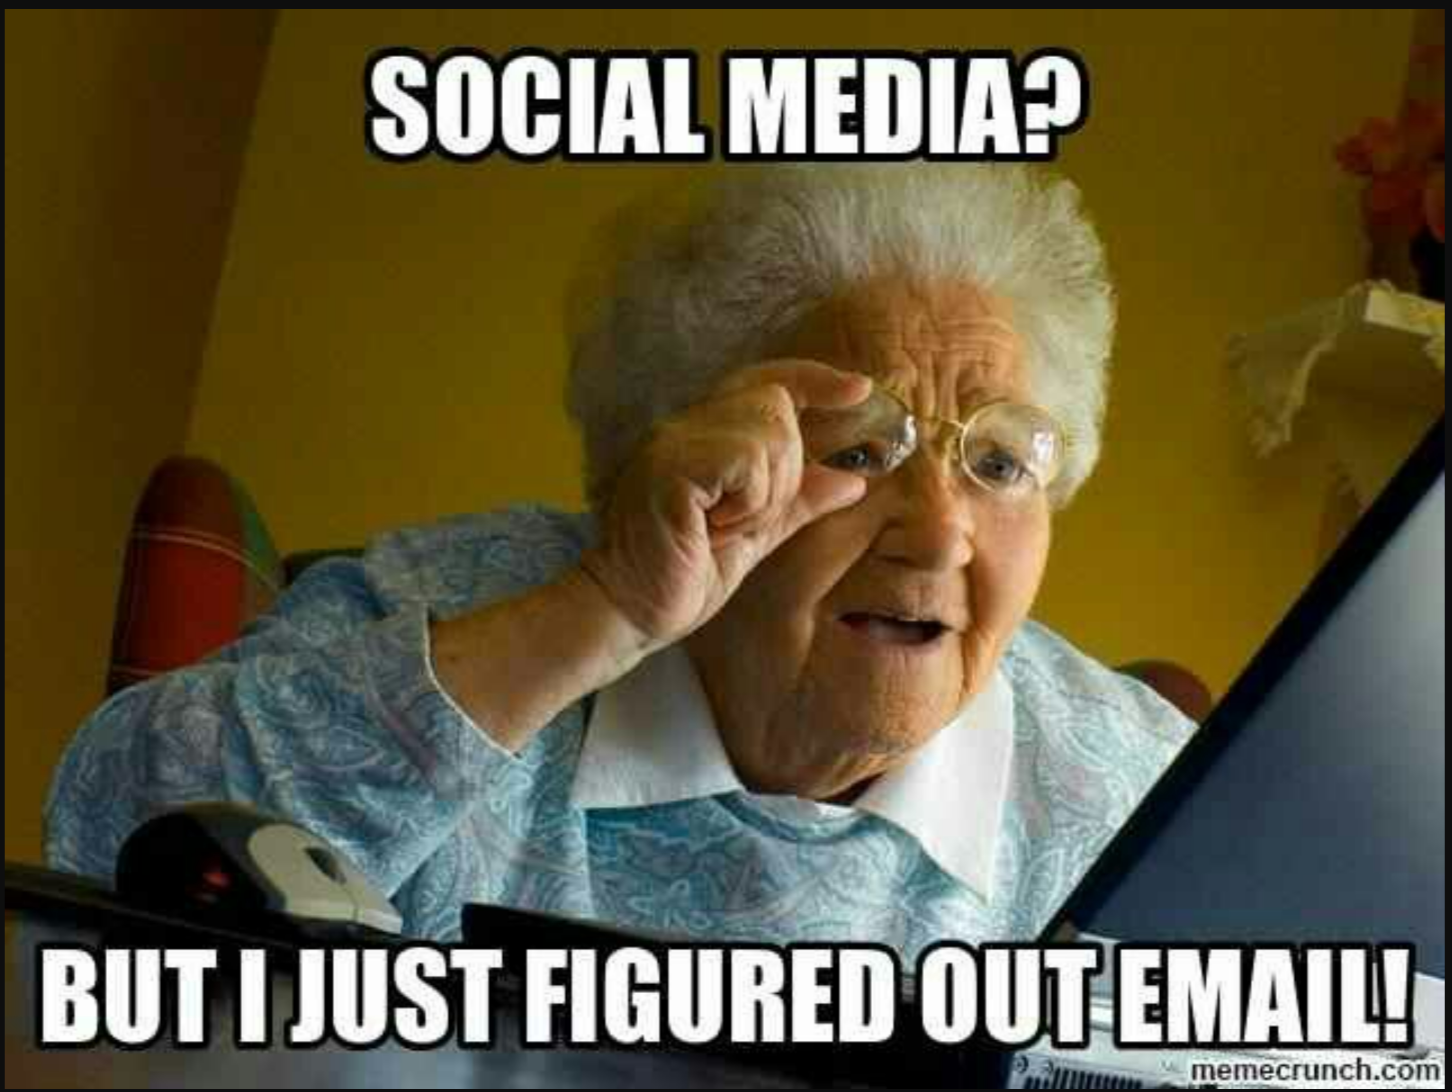 SOCIAL MEDIA?
BUT I JUST FIGURED OUT EMAIL!
memecrunch.com